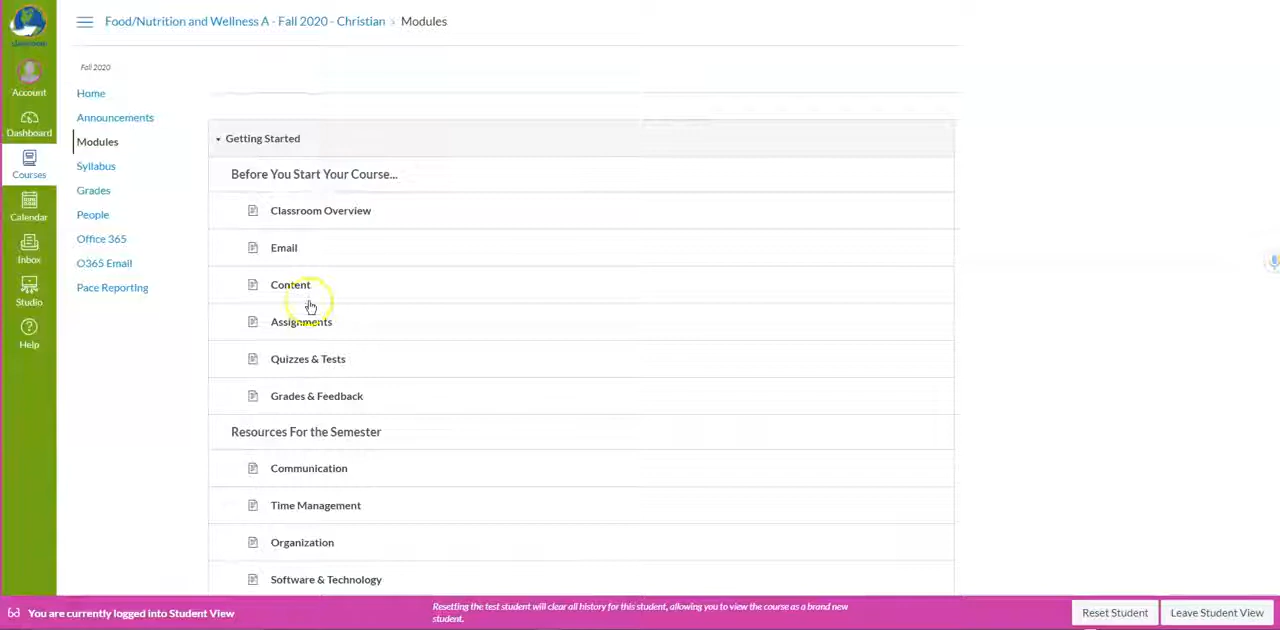 Food/Nutrition and Wellness A - Fall 2020 - Christian › Modules
Fall 2020
Account
Dashboard
Courses
Calendar
Inbox
Studio
Help
Home
Announcements
Modules
Syllabus
Grades
People
Office 365
O365 Email
Pace Reporting
Getting Started
Before You Start Your Course...
Classroom Overview
Email
Content
Assignments
Quizzes & Tests
Grades & Feedback
Resources For the Semester
Communication
Time Management
Organization
Software & Technology
You are currently logged into Student View
Resetting the test student will clear all history for this student, allowing you to view the course as a brand new
student.
Reset Student
Leave Student View